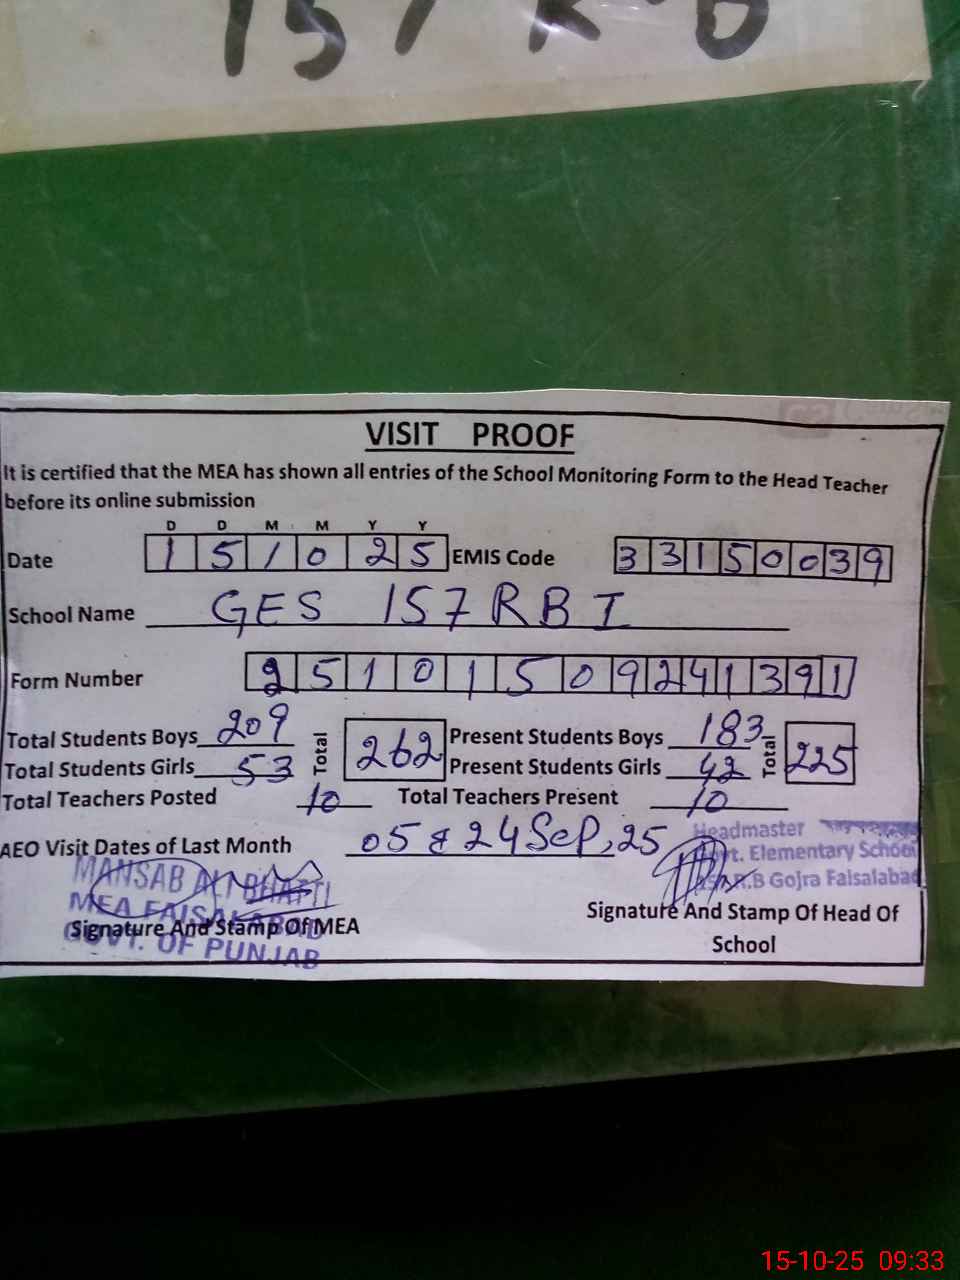 157 R-B
VISIT PROOF
It is certified that the MEA has shown all entries of the School Monitoring Form to the Head Teacher
before its online submission
D D M M Y Y
Date 1 5 1 0 2 5 EMIS Code 3 3 1 5 0 0 3 9
School Name GES 157 RB I
Form Number 2 5 1 0 1 5 0 9 2 4 1 3 9 1
Total Students Boys 209 Total 262 Present Students Boys 183 Total 225
Total Students Girls 53 Present Students Girls 42
Total Teachers Posted 10 Total Teachers Present 10
AEO Visit Dates of Last Month 05 & 24 Sep, 25
Headmaster
Govt. Elementary School
R.B Gojra Faisalabad
MANSAB ALI BHATTI
MEA FAISALABAD
GOVT. OF PUNJAB
Signature And Stamp Of MEA
Signature And Stamp Of Head Of
School
15-10-25 09:33